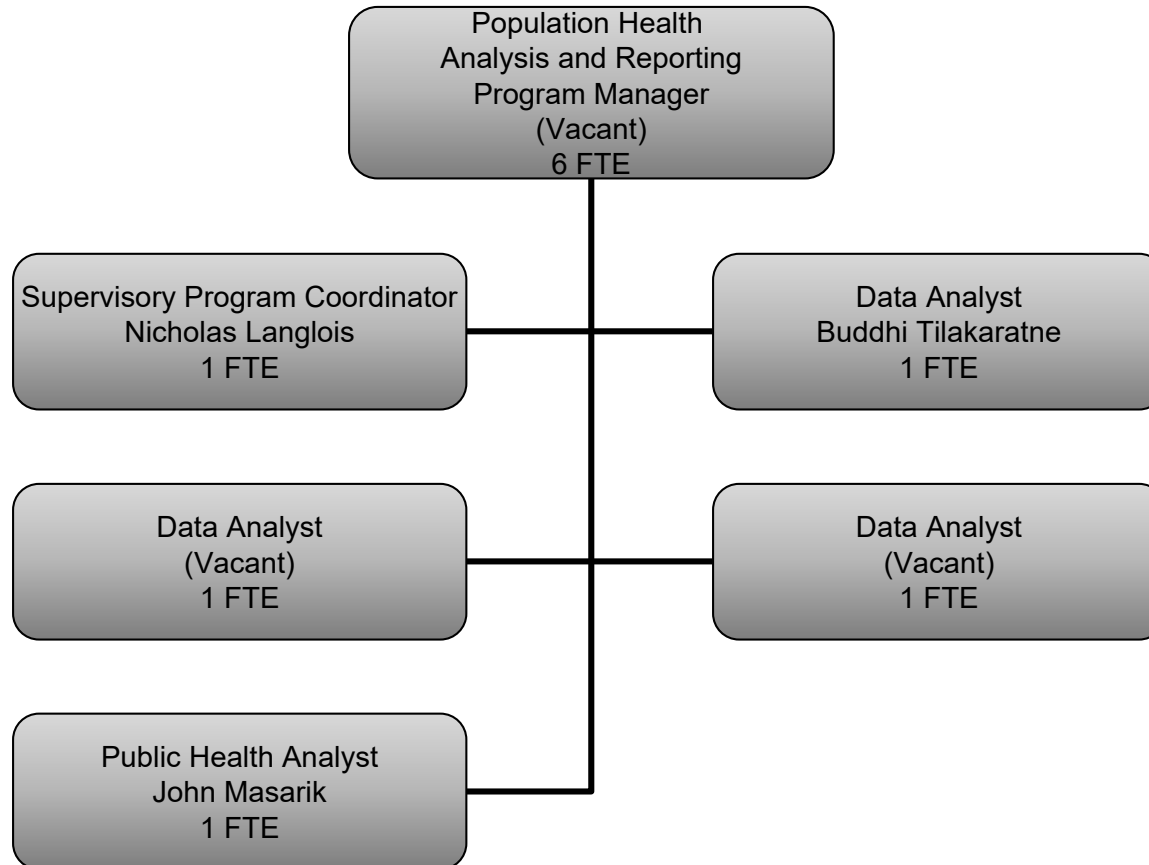 Population Health
Analysis and Reporting
Program Manager
(Vacant)
6 FTE
Supervisory Program Coordinator
Nicholas Langlois
1 FTE
Data Analyst
Buddhi Tilakaratne
1 FTE
Data Analyst
(Vacant)
1 FTE
Data Analyst
(Vacant)
1 FTE
Public Health Analyst
John Masarik
1 FTE